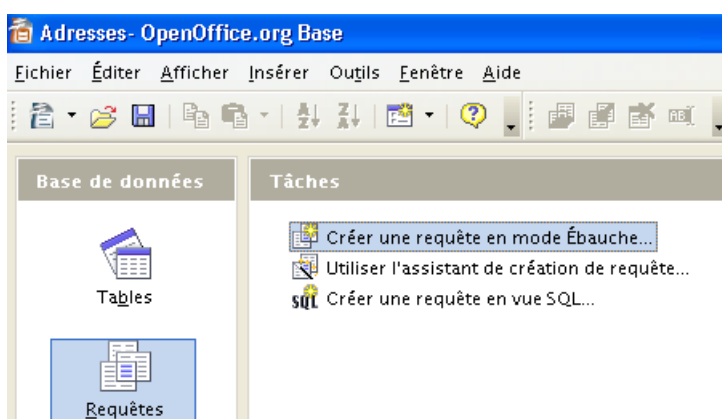 Adresses- OpenOffice.org Base
Fichier Éditer Afficher Insérer Outils Fenêtre Aide
Base de données
Tâches
Créer une requête en mode Ébauche...
Utiliser l'assistant de création de requête...
SQL Créer une requête en vue SQL...
Tables
Requêtes